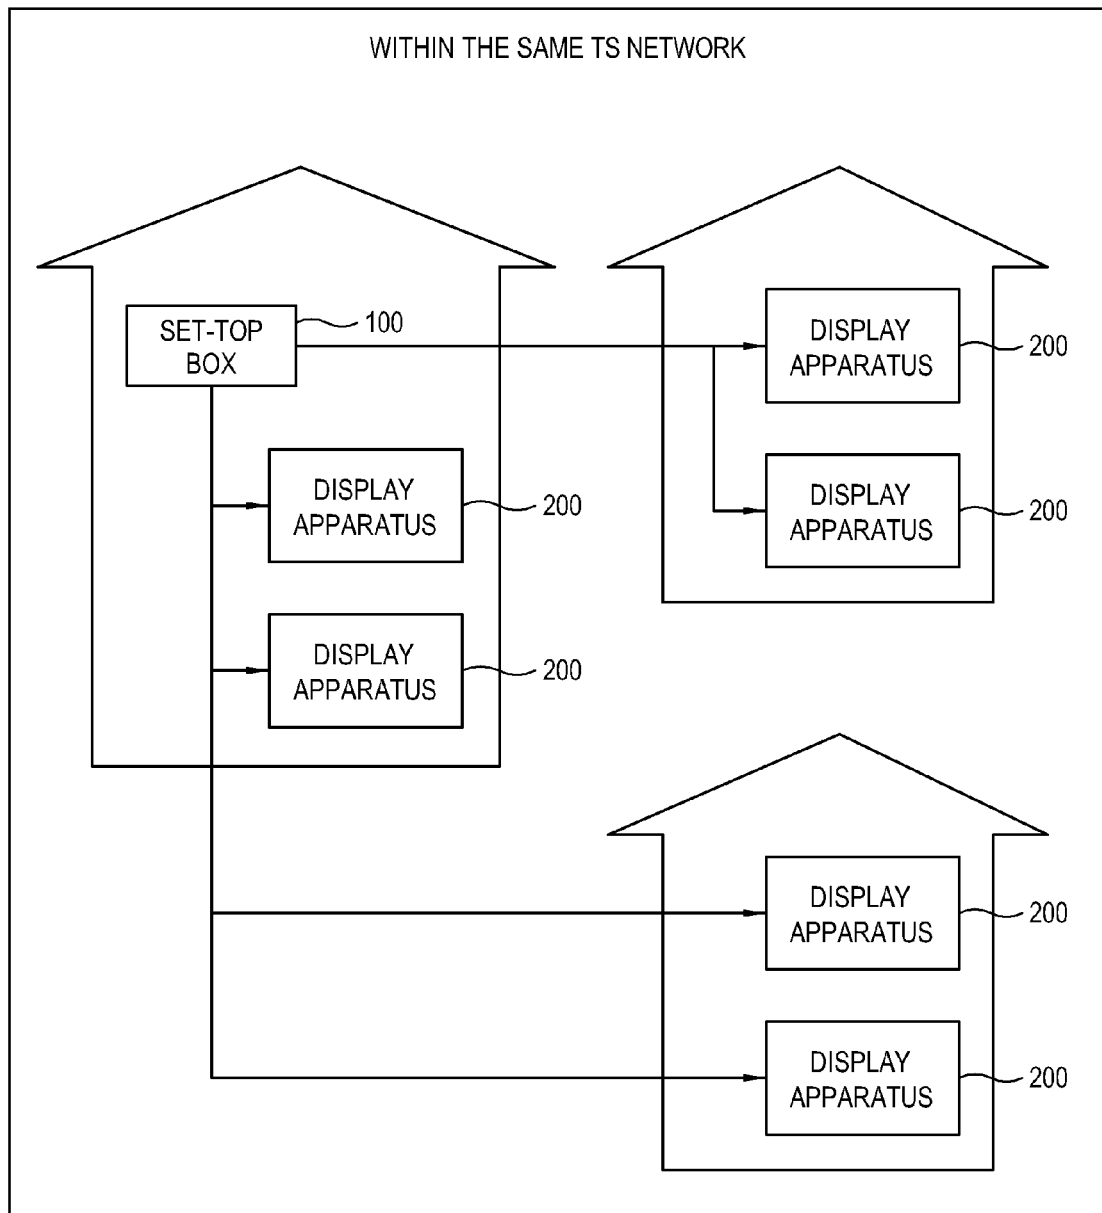 WITHIN THE SAME TS NETWORK
SET-TOP
BOX
100
DISPLAY
APPARATUS
200
DISPLAY
APPARATUS
200
DISPLAY
APPARATUS
200
DISPLAY
APPARATUS
200
DISPLAY
APPARATUS
200
DISPLAY
APPARATUS
200